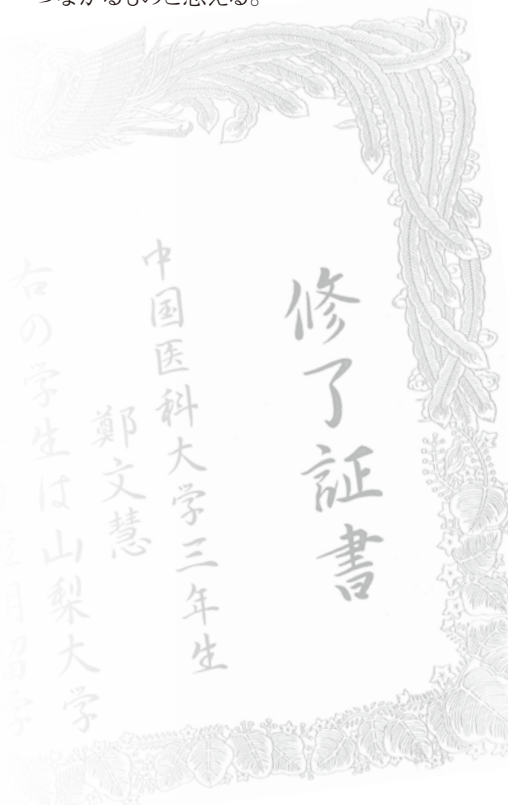 つながるものと思える。
修了証書
中国医科大学三年生
鄭文慧
右の学生は山梨大学